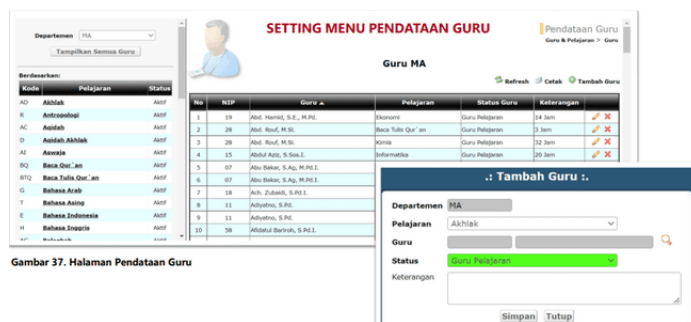 SETTING MENU PENDATAAN GURU
Pendataan Guru
Guru & Pelajaran > Guru
Departemen MA
Tampilkan Semua Guru
Berdasarkan:
Kode Pelajaran Status
AD Akhlak Aktif
R Antropologi Aktif
AC Aqidah Aktif
D Aqidah Akhlak Aktif
AI Aswaja Aktif
BQ Baca Qur`an Aktif
BTQ Baca Tulis Qur`an Aktif
G Bahasa Arab Aktif
T Bahasa Asing Aktif
E Bahasa Indonesia Aktif
H Bahasa Inggris Aktif
Guru MA
Refresh Cetak Tambah Guru
No NIP Guru Pelajaran Status Guru Keterangan
1 19 Abd. Hamid, S.E., M.Pd. Ekonomi Guru Pelajaran 14 Jam
2 28 Abd. Rouf, M.Si. Baca Tulis Qur`an Guru Pelajaran 3 Jam
3 28 Abd. Rouf, M.Si. Kimia Guru Pelajaran 32 Jam
4 15 Abdul Aziz, S.Sos.I. Informatika Guru Pelajaran 20 Jam
5 07 Abu Bakar, S.Ag, M.Pd.I.
6 07 Abu Bakar, S.Ag, M.Pd.I.
7 18 Ach. Zubaidi, S.Pd.I.
8 11 Adiyatno, S.Pd.
9 11 Adiyatno, S.Pd.
10 58 Afidatul Bariroh, S.Pd.I.
.: Tambah Guru :.
Departemen MA
Pelajaran Akhlak
Guru
Status Guru Pelajaran
Keterangan
Simpan Tutup
Gambar 37. Halaman Pendataan Guru